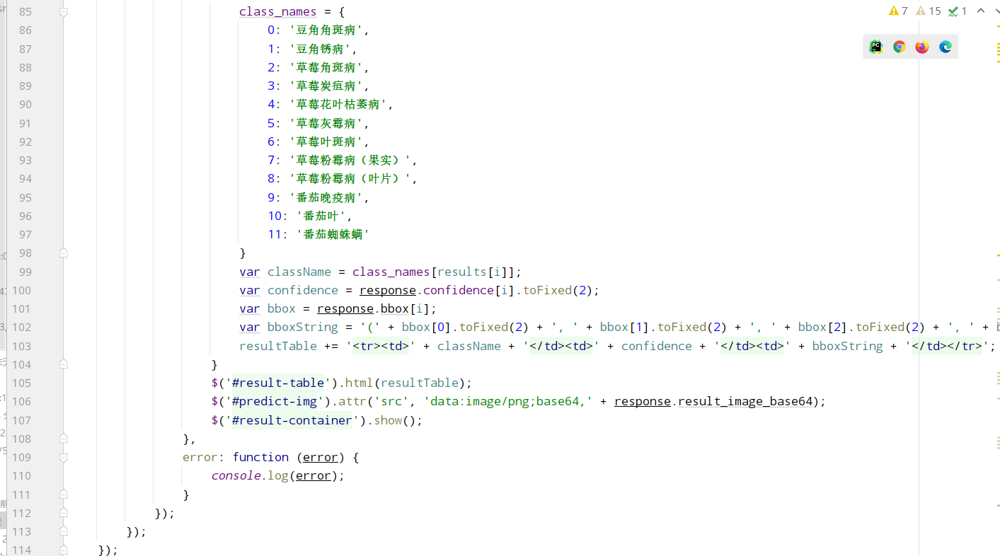 7 15 1
85 class_names = {
86 0: '豆角角斑病',
87 1: '豆角锈病',
88 2: '草莓角斑病',
89 3: '草莓炭疽病',
90 4: '草莓花叶枯萎病',
91 5: '草莓灰霉病',
92 6: '草莓叶斑病',
93 7: '草莓粉霉病（果实）',
94 8: '草莓粉霉病（叶片）',
95 9: '番茄晚疫病',
96 10: '番茄叶',
97 11: '番茄蜘蛛螨'
98 }
99 var className = class_names[results[i]];
100 var confidence = response.confidence[i].toFixed(2);
101 var bbox = response.bbox[i];
102 var bboxString = '(' + bbox[0].toFixed(2) + ', ' + bbox[1].toFixed(2) + ', ' + bbox[2].toFixed(2) + ', ' +
103 resultTable += '<tr><td>' + className + '</td><td>' + confidence + '</td><td>' + bboxString + '</td></tr>';
104 }
105 $('#result-table').html(resultTable);
106 $('#predict-img').attr('src', 'data:image/png;base64,' + response.result_image_base64);
107 $('#result-container').show();
108 },
109 error: function (error) {
110 console.log(error);
111 }
112 });
113 });
114 });